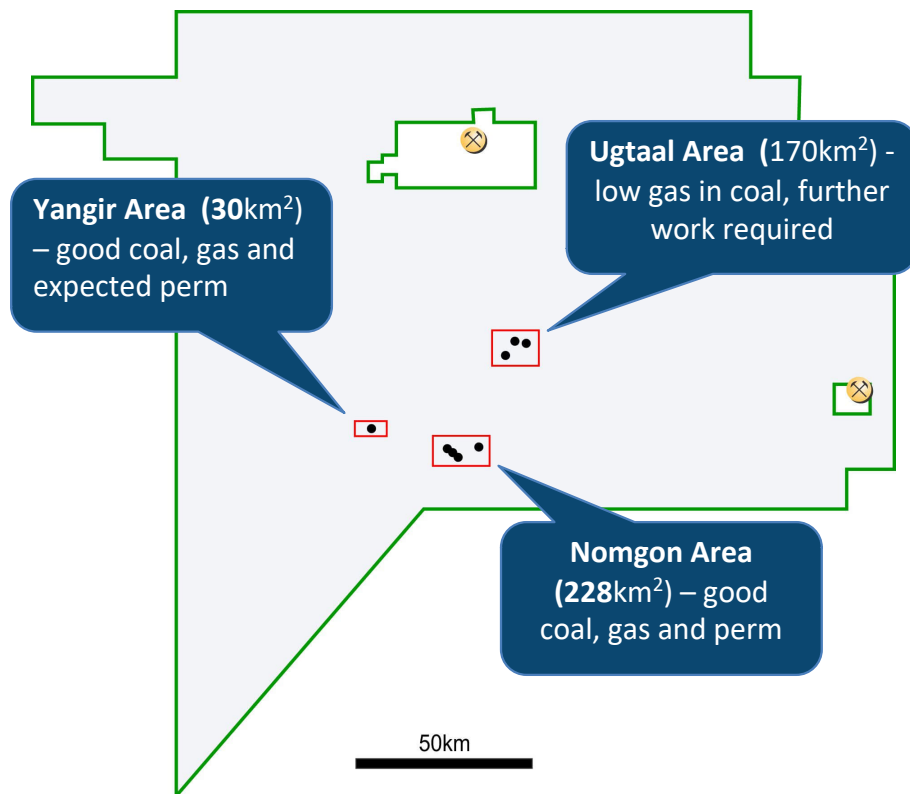 Ugtaal Area  (170km²) -
low gas in coal, further
work required
Yangir Area  (30km²)
– good coal, gas and
expected perm
Nomgon Area
(228km²) – good
coal, gas and perm
50km